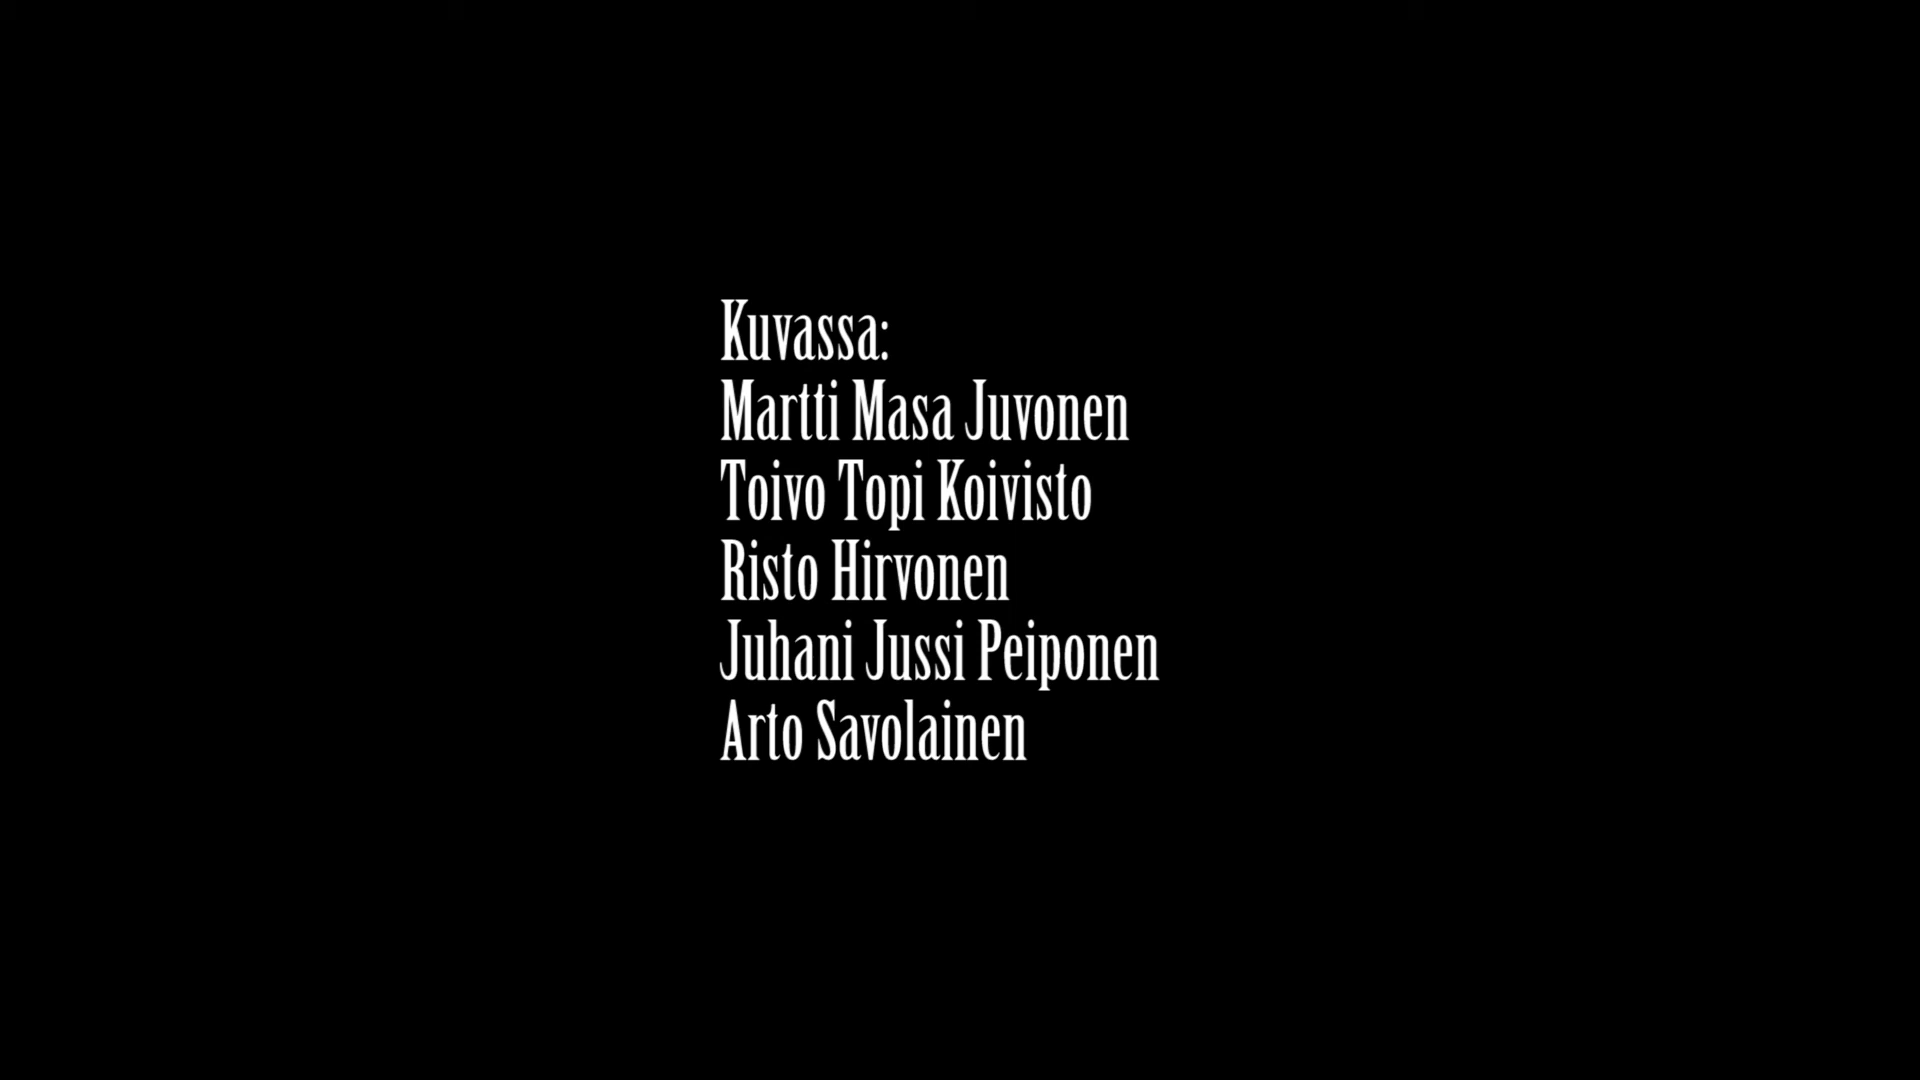 Kuvassa:
Martti Masa Juvonen
Toivo Topi Koivisto
Risto Hirvonen
Juhani Jussi Peiponen
Arto Savolainen